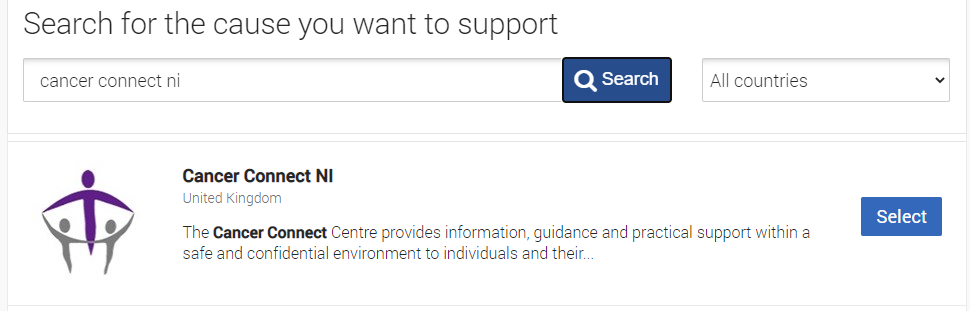 Search for the cause you want to support
cancer connect ni
Search
All countries
Cancer Connect NI
United Kingdom
The Cancer Connect Centre provides information, guidance and practical support within a
safe and confidential environment to individuals and their...
Select